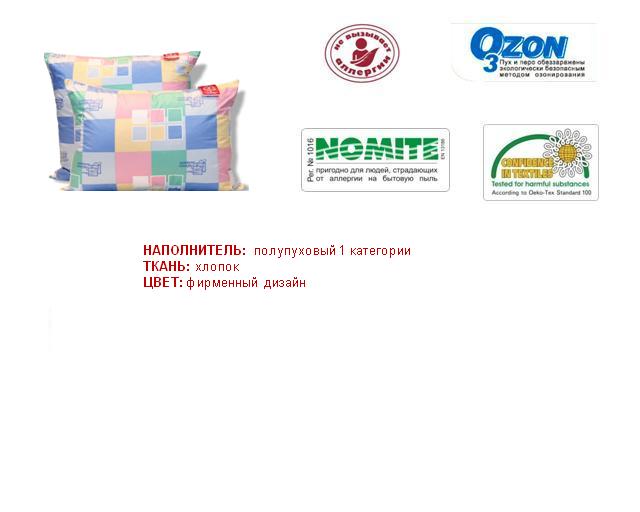 не вызывает
аллергии
OZON
3
Пух и перо обеззаражены
экологически безопасным
методом озонирования
Рег. № 1016
NOMITE
EN 13186
пригодно для людей, страдающих
от аллергии на бытовую пыль
CONFIDENCE
IN TEXTILES
Tested for harmful substances
According to Oeko-Tex Standard 100
НАПОЛНИТЕЛЬ: полупуховый 1 категории
ТКАНЬ: хлопок
ЦВЕТ: фирменный дизайн